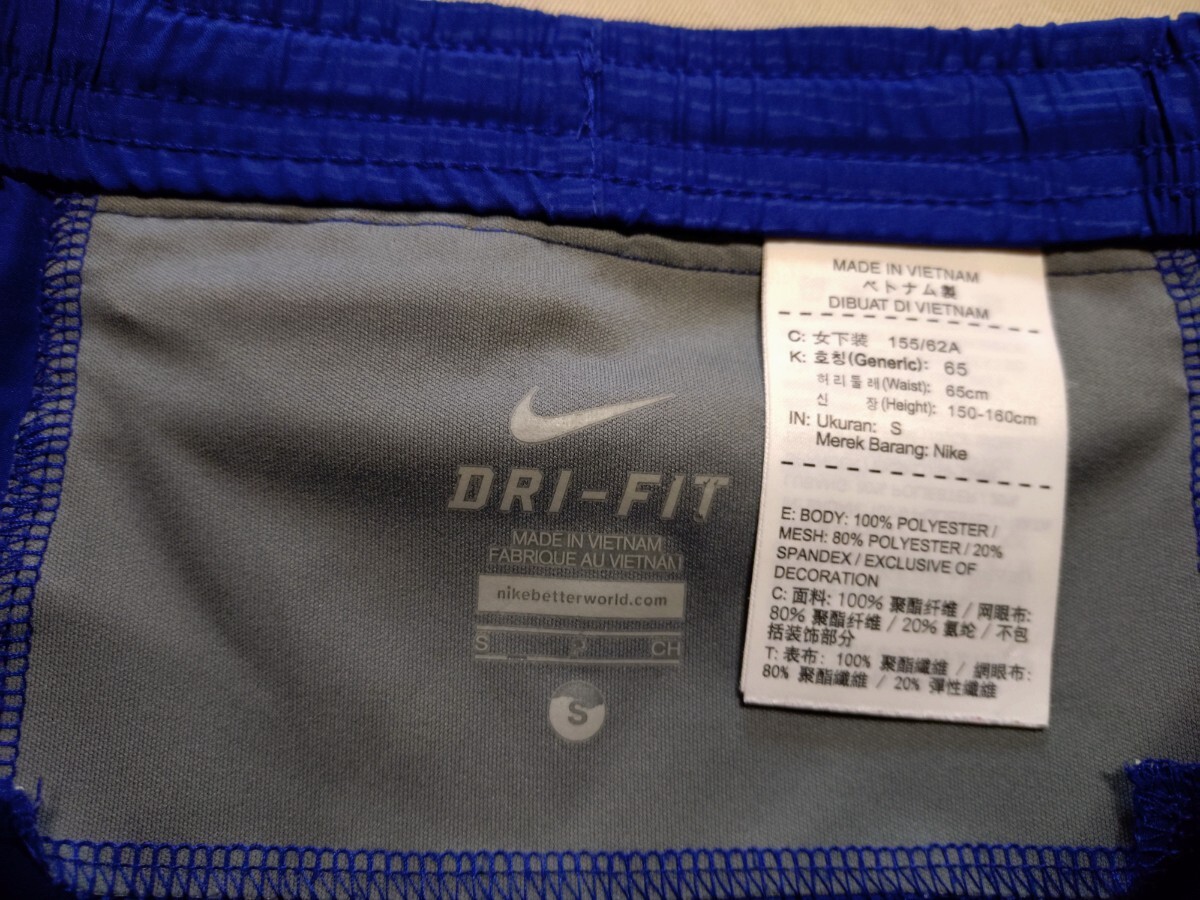 DRI-FIT
MADE IN VIETNAM
FABRIQUE AU VIETNAM
nikebetterworld.com
S P CH
S
MADE IN VIETNAM
ベトナム製
DIBUAT DI VIETNAM
C: 女下装 155/62A
K: 호칭(Generic): 65
허리둘레(Waist): 65cm
신 장(Height): 150-160cm
IN: Ukuran: S
Merek Barang: Nike
E: BODY: 100% POLYESTER /
MESH: 80% POLYESTER / 20%
SPANDEX / EXCLUSIVE OF
DECORATION
C: 面料: 100% 聚酯纤维 / 网眼布:
80% 聚酯纤维 / 20% 氨纶 / 不包
括装饰部分
T: 表布: 100% 聚酯纖維 / 網眼布:
80% 聚酯纖維 / 20% 彈性纖維